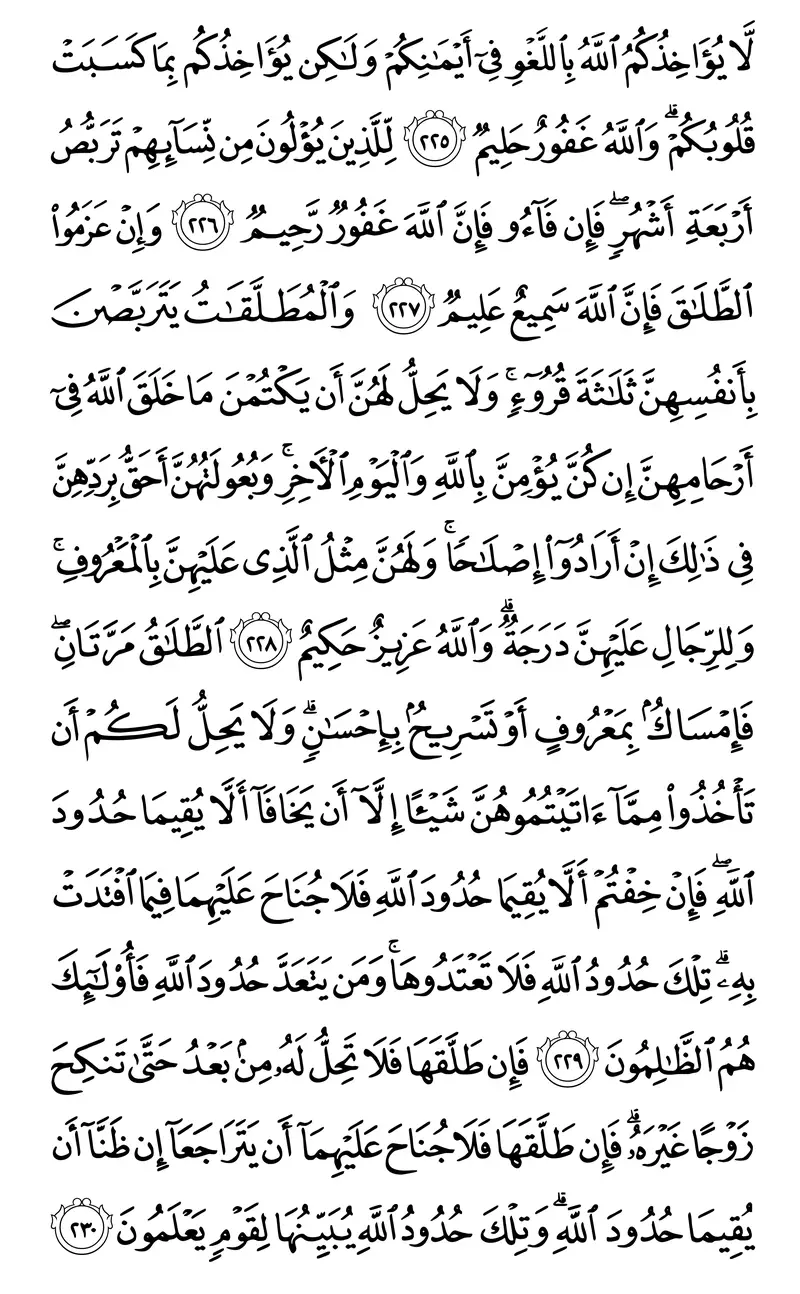 لَّا يُؤَاخِذُكُمُ ٱللَّهُ بِٱللَّغۡوِ فِيٓ أَيۡمَٰنِكُمۡ وَلَٰكِن يُؤَاخِذُكُم بِمَا كَسَبَتۡ
قُلُوبُكُمۡۗ وَٱللَّهُ غَفُورٌ حَلِيمٞ ٢٢٥ لِّلَّذِينَ يُؤۡلُونَ مِن نِّسَآئِهِمۡ تَرَبُّصُ
أَرۡبَعَةِ أَشۡهُرٖۖ فَإِن فَآءُو فَإِنَّ ٱللَّهَ غَفُورٞ رَّحِيمٞ ٢٢٦ وَإِنۡ عَزَمُواْ
ٱلطَّلَٰقَ فَإِنَّ ٱللَّهَ سَمِيعٌ عَلِيمٞ ٢٢٧ وَٱلۡمُطَلَّقَٰتُ يَتَرَبَّصۡنَ
بِأَنفُسِهِنَّ ثَلَٰثَةَ قُرُوٓءٖۚ وَلَا يَحِلُّ لَهُنَّ أَن يَكۡتُمۡنَ مَا خَلَقَ ٱللَّهُ فِيٓ
أَرۡحَامِهِنَّ إِن كُنَّ يُؤۡمِنَّ بِٱللَّهِ وَٱلۡيَوۡمِ ٱلۡأٓخِرِۚ وَبُعُولَتُهُنَّ أَحَقُّ بِرَدِّهِنَّ
فِي ذَٰلِكَ إِنۡ أَرَادُوٓاْ إِصۡلَٰحٗاۚ وَلَهُنَّ مِثۡلُ ٱلَّذِي عَلَيۡهِنَّ بِٱلۡمَعۡرُوفِۚ
وَلِلرِّجَالِ عَلَيۡهِنَّ دَرَجَةٞۗ وَٱللَّهُ عَزِيزٌ حَكِيمٌ ٢٢٨ ٱلطَّلَٰقُ مَرَّتَانِۖ
فَإِمۡسَاكُۢ بِمَعۡرُوفٍ أَوۡ تَسۡرِيحُۢ بِإِحۡسَٰنٖۗ وَلَا يَحِلُّ لَكُمۡ أَن
تَأۡخُذُواْ مِمَّآ ءَاتَيۡتُمُوهُنَّ شَيۡـًٔا إِلَّآ أَن يَخَافَآ أَلَّا يُقِيمَا حُدُودَ
ٱللَّهِۖ فَإِنۡ خِفۡتُمۡ أَلَّا يُقِيمَا حُدُودَ ٱللَّهِ فَلَا جُنَاحَ عَلَيۡهِمَا فِيمَا ٱفۡتَدَتۡ
بِهِۦۗ تِلۡكَ حُدُودُ ٱللَّهِ فَلَا تَعۡتَدُوهَاۚ وَمَن يَتَعَدَّ حُدُودَ ٱللَّهِ فَأُوْلَٰٓئِكَ
هُمُ ٱلظَّٰلِمُونَ ٢٢٩ فَإِن طَلَّقَهَا فَلَا تَحِلُّ لَهُۥ مِنۢ بَعۡدُ حَتَّىٰ تَنكِحَ
زَوۡجًا غَيۡرَهُۥۗ فَإِن طَلَّقَهَا فَلَا جُنَاحَ عَلَيۡهِمَآ أَن يَتَرَاجَعَآ إِن ظَنَّآ أَن
يُقِيمَا حُدُودَ ٱللَّهِۗ وَتِلۡكَ حُدُودُ ٱللَّهِ يُبَيِّنُهَا لِقَوۡمٖ يَعۡلَمُونَ ٢٣٠